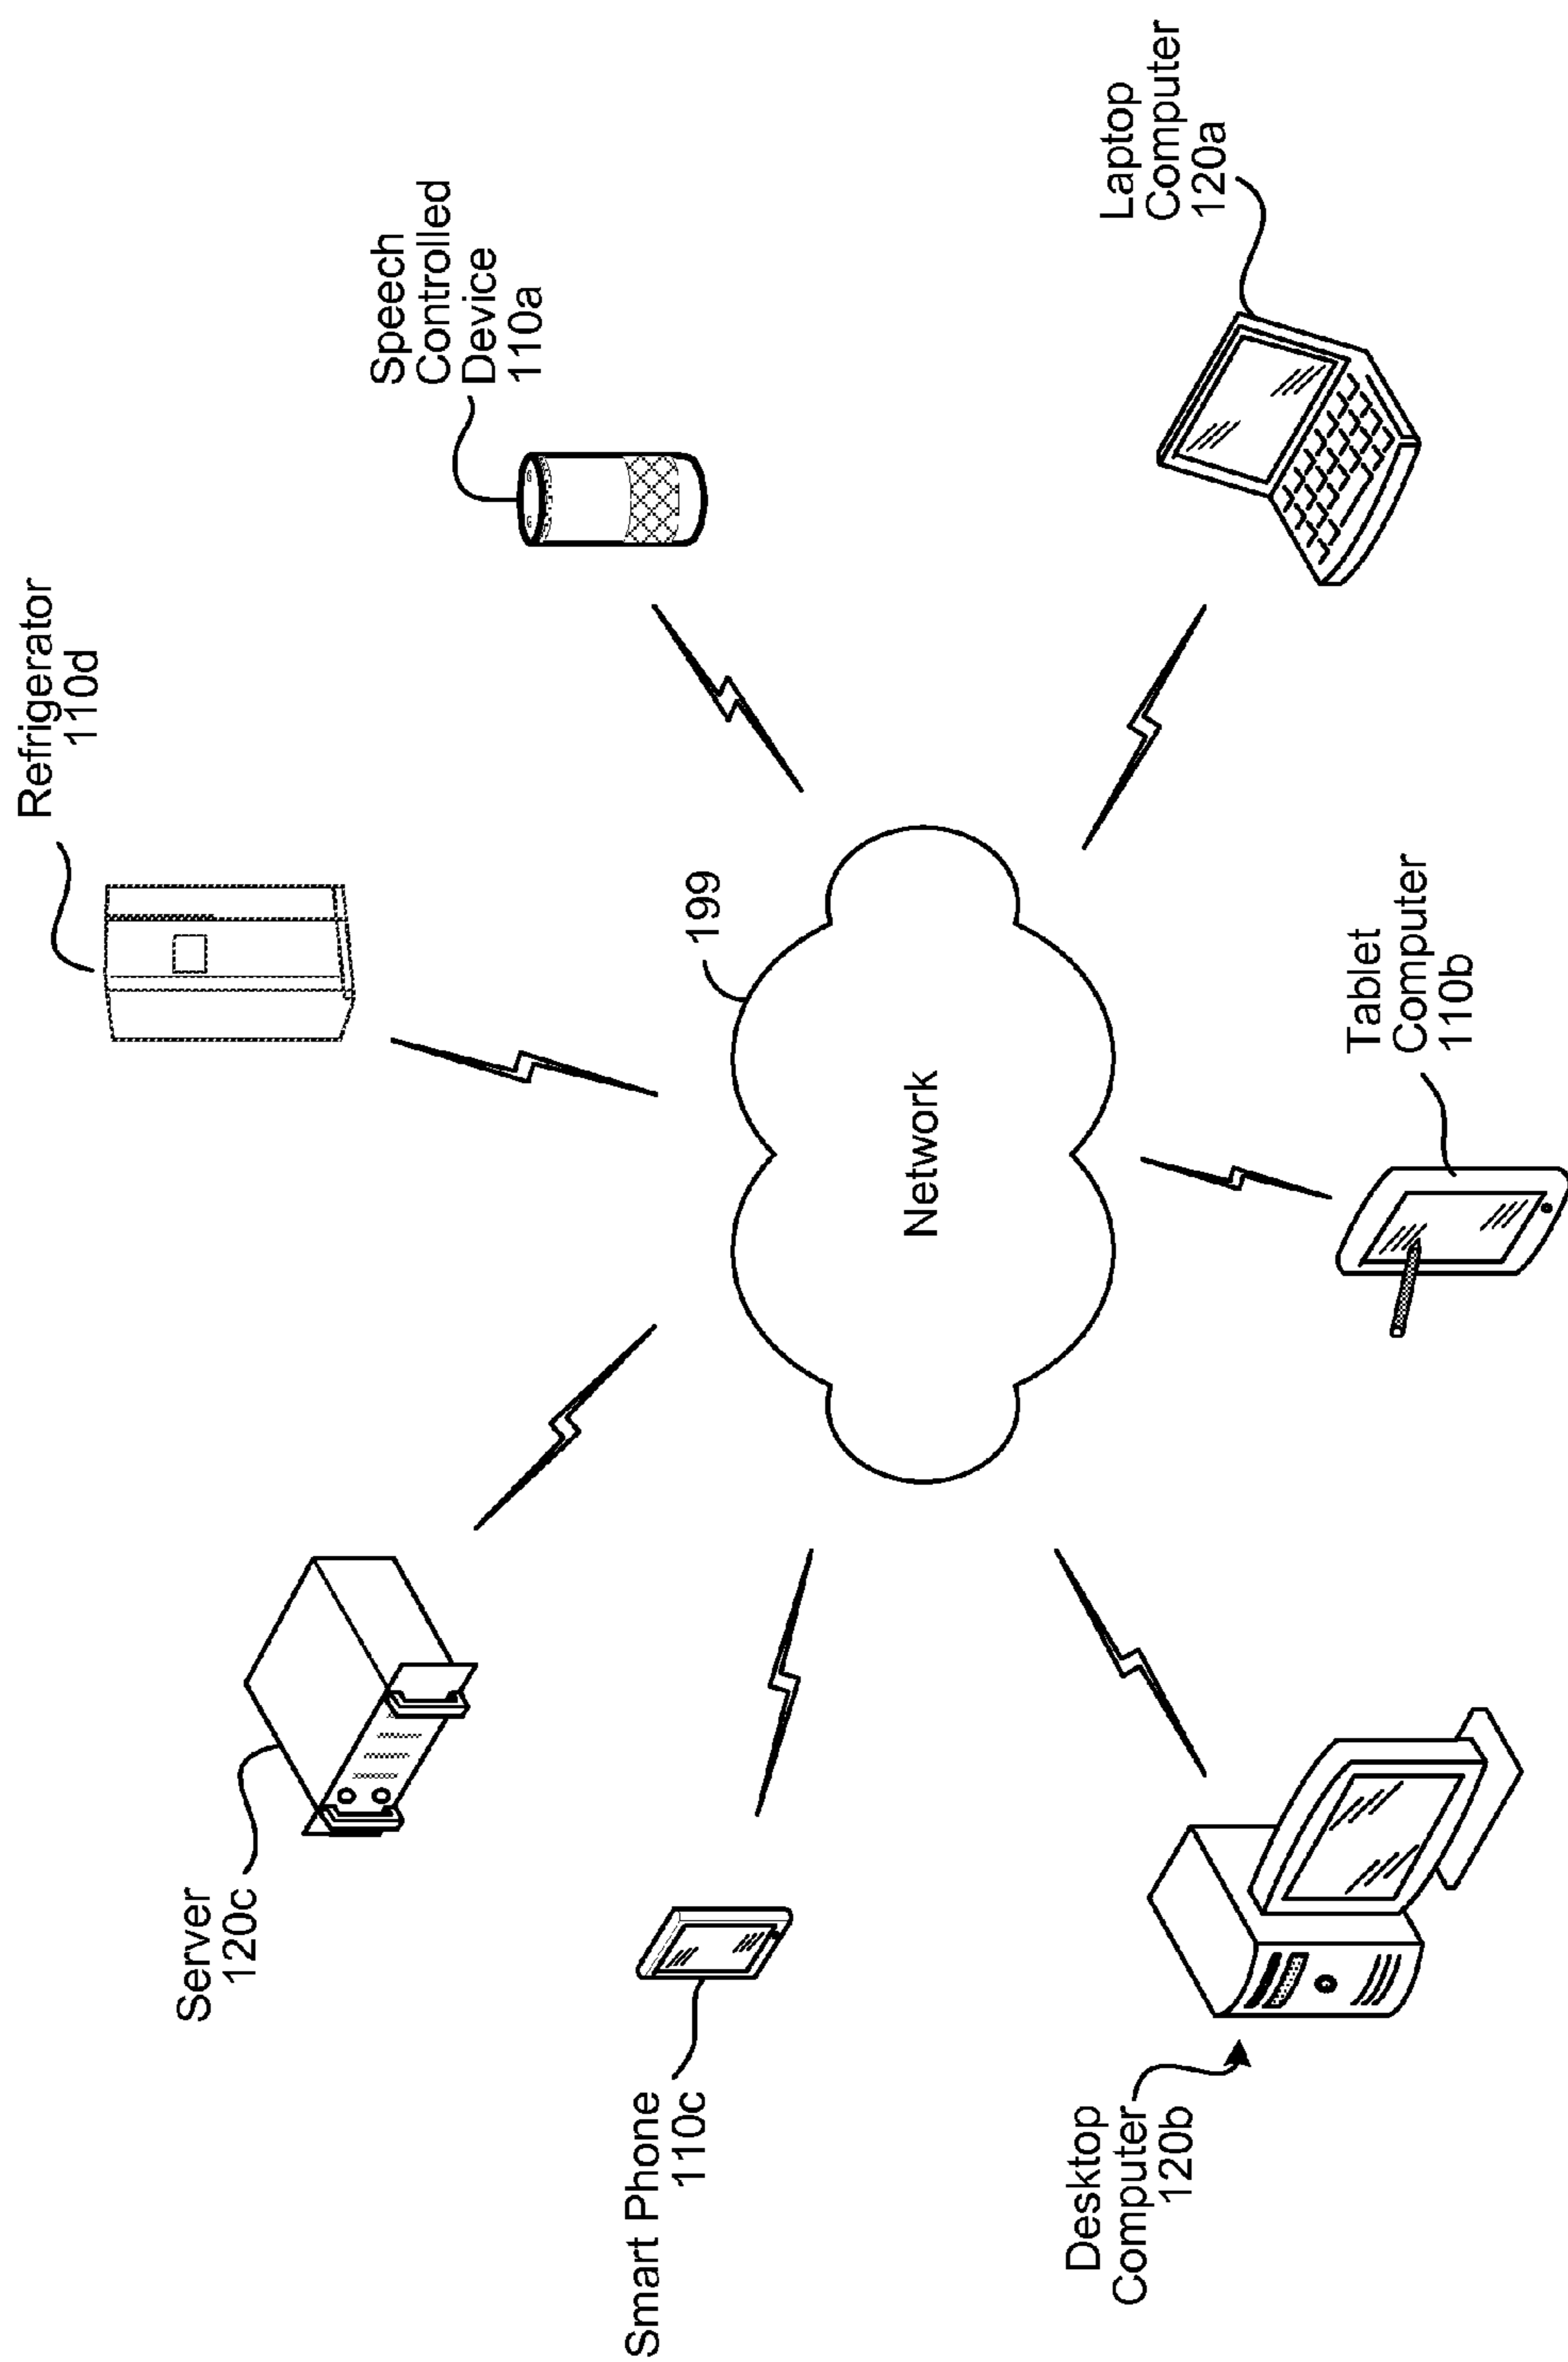 Refrigerator
110d
Server
120c
Speech
Controlled
Device
110a
Smart Phone
110c
199
Network
Desktop
Computer
120b
Tablet
Computer
110b
Laptop
Computer
120a